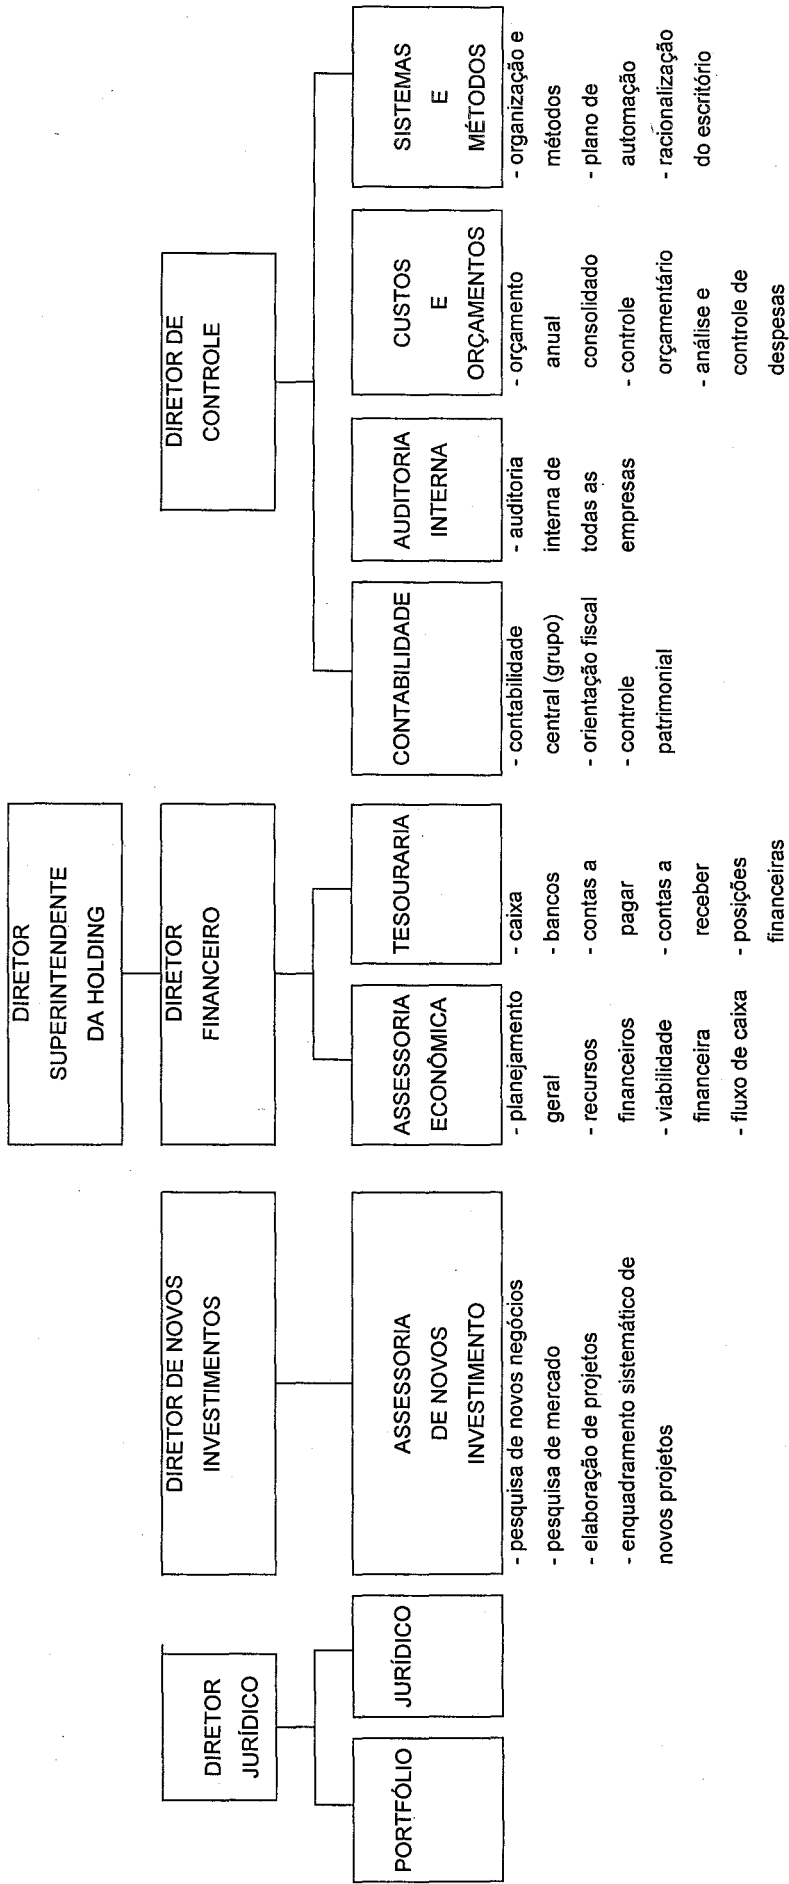 DIRETOR
SUPERINTENDENTE
DA HOLDING
DIRETOR
JURÍDICO
DIRETOR DE NOVOS
INVESTIMENTOS
DIRETOR
FINANCEIRO
DIRETOR DE
CONTROLE
PORTFÓLIO
JURÍDICO
ASSESSORIA
DE NOVOS
INVESTIMENTO
- pesquisa de novos negócios
- pesquisa de mercado
- elaboração de projetos
- enquadramento sistemático de
novos projetos
ASSESSORIA
ECONÔMICA
- planejamento
geral
- recursos
financeiros
- viabilidade
financeira
- fluxo de caixa
TESOURARIA
- caixa
- bancos
- contas a
pagar
- contas a
receber
- posições
financeiras
CONTABILIDADE
- contabilidade
central (grupo)
- orientação fiscal
- controle
patrimonial
AUDITORIA
INTERNA
- auditoria
interna de
todas as
empresas
CUSTOS
E
ORÇAMENTOS
- orçamento
anual
consolidado
- controle
orçamentário
- análise e
controle de
despesas
SISTEMAS
E
MÉTODOS
- organização e
métodos
- plano de
automação
- racionalização
do escritório